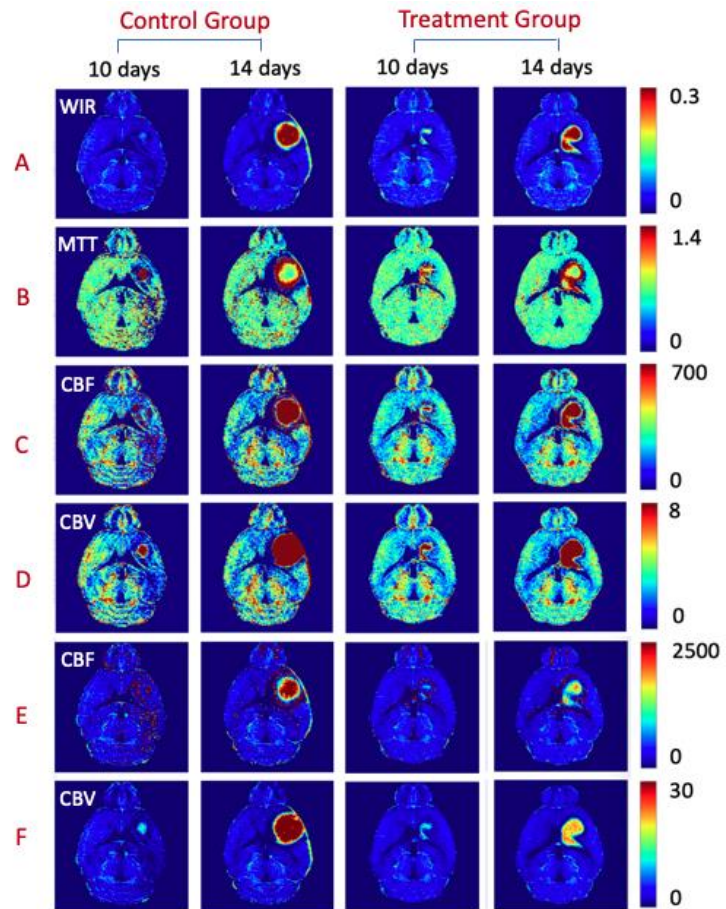 Control Group Treatment Group
10 days 14 days 10 days 14 days
WIR
A
0.3
0
MTT
B
1.4
0
CBF
C
700
0
CBV
D
8
0
CBF
E
2500
0
CBV
F
30
0